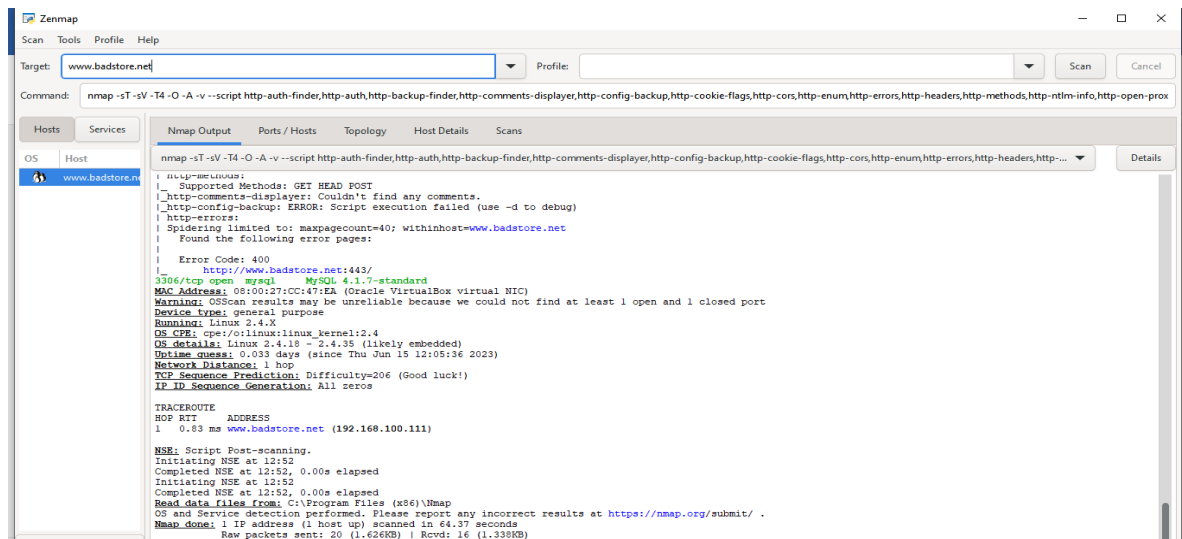 Zenmap
Scan Tools Profile Help
Target: www.badstore.net Profile: Scan Cancel
Command: nmap -sT -sV -T4 -O -A -v --script http-auth-finder,http-auth,http-backup-finder,http-comments-displayer,http-config-backup,http-cookie-flags,http-cors,http-enum,http-errors,http-headers,http-methods,http-ntlm-info,http-open-prox
Hosts Services Nmap Output Ports / Hosts Topology Host Details Scans
OS Host nmap -sT -sV -T4 -O -A -v --script http-auth-finder,http-auth,http-backup-finder,http-comments-displayer,http-config-backup,http-cookie-flags,http-cors,http-enum,http-errors,http-headers,http-... Details
www.badstore.ne
| http-methods:
|_  Supported Methods: GET HEAD POST
|_http-comments-displayer: Couldn't find any comments.
|_http-config-backup: ERROR: Script execution failed (use -d to debug)
| http-errors:
| Spidering limited to: maxpagecount=40; withinhost=www.badstore.net
|   Found the following error pages:
|
|   Error Code: 400
|_      http://www.badstore.net:443/
3306/tcp open  mysql    MySQL 4.1.7-standard
MAC Address: 08:00:27:CC:47:EA (Oracle VirtualBox virtual NIC)
Warning: OSScan results may be unreliable because we could not find at least 1 open and 1 closed port
Device type: general purpose
Running: Linux 2.4.X
OS CPE: cpe:/o:linux:linux_kernel:2.4
OS details: Linux 2.4.18 - 2.4.35 (likely embedded)
Uptime guess: 0.033 days (since Thu Jun 15 12:05:36 2023)
Network Distance: 1 hop
TCP Sequence Prediction: Difficulty=206 (Good luck!)
IP ID Sequence Generation: All zeros
TRACEROUTE
HOP RTT     ADDRESS
1   0.83 ms www.badstore.net (192.168.100.111)
NSE: Script Post-scanning.
Initiating NSE at 12:52
Completed NSE at 12:52, 0.00s elapsed
Initiating NSE at 12:52
Completed NSE at 12:52, 0.00s elapsed
Read data files from: C:\Program Files (x86)\Nmap
OS and Service detection performed. Please report any incorrect results at https://nmap.org/submit/ .
Nmap done: 1 IP address (1 host up) scanned in 64.37 seconds
Raw packets sent: 20 (1.626KB) | Rcvd: 16 (1.338KB)